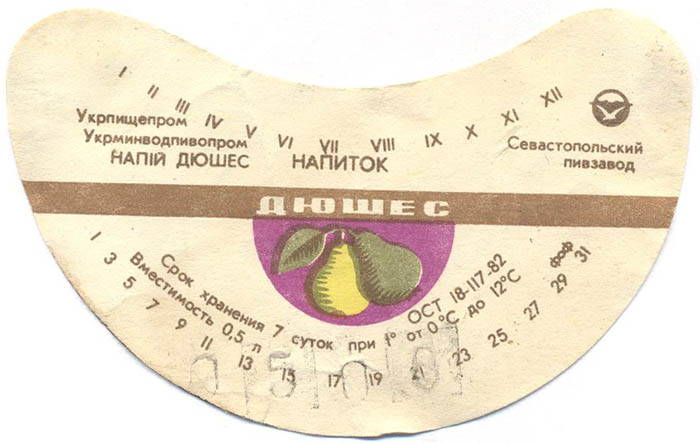 I II III IV V VI VII VIII IX X XI XII
Укрпищепром
Укрминводпивопром
НАПІЙ ДЮШЕС
НАПИТОК
Севастопольский
пивзавод
ДЮШЕС
ОСТ 18-117-82
Срок хранения 7 суток при t° от 0°С до 12°С
Вместимость 0,5 л
1 3 5 7 9 11 13 15 17 19 21 23 25 27 29 31